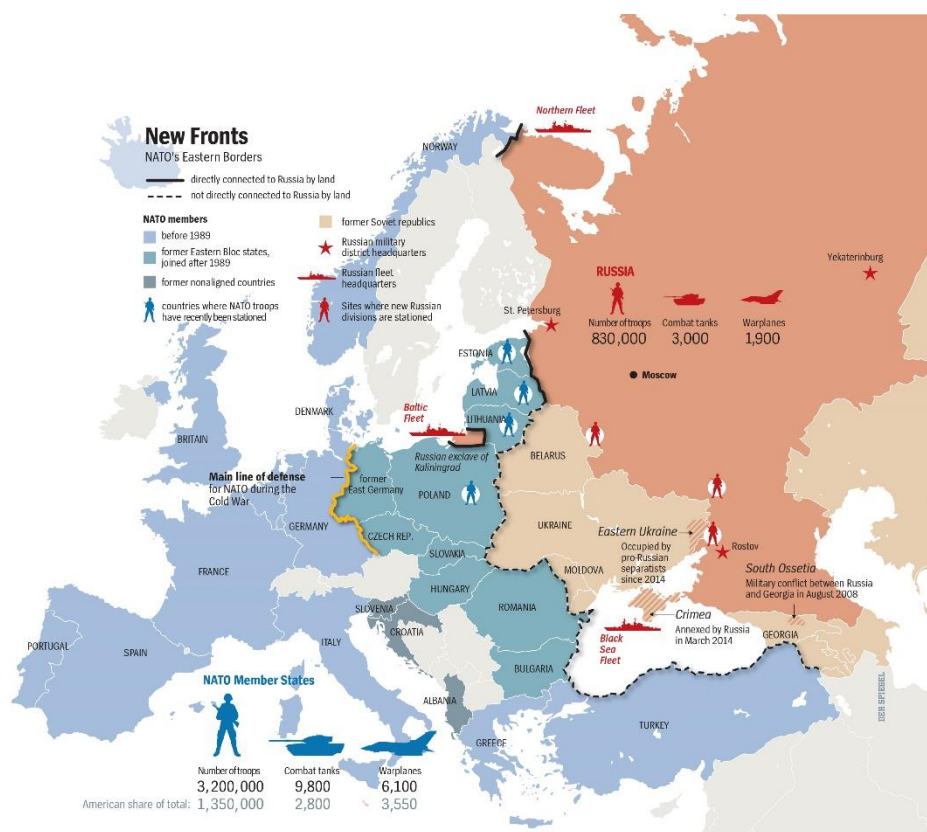 New Fronts
NATO's Eastern Borders
directly connected to Russia by land
not directly connected to Russia by land
NATO members
before 1989
former Eastern Bloc states,
joined after 1989
former nonaligned countries
countries where NATO troops
have recently been stationed
former Soviet republics
Russian military
district headquarters
Russian fleet
headquarters
Sites where new Russian
divisions are stationed
Northern Fleet
NORWAY
Yekaterinburg
RUSSIA
St. Petersburg
Number of troops
830,000
Combat tanks
3,000
Warplanes
1,900
Moscow
ESTONIA
LATVIA
LITHUANIA
Baltic
Fleet
Russian exclave of
Kaliningrad
DENMARK
BRITAIN
BELARUS
Main line of defense
for NATO during the
Cold War
former
East Germany
POLAND
GERMANY
CZECH REP.
UKRAINE
Eastern Ukraine
Occupied by
pro-Russian
separatists
since 2014
Rostov
SLOVAKIA
FRANCE
MOLDOVA
South Ossetia
Military conflict between Russia
and Georgia in August 2008
HUNGARY
ROMANIA
SLOVENIA
CROATIA
Crimea
Annexed by Russia
in March 2014
Black
Sea
Fleet
GEORGIA
PORTUGAL
SPAIN
ITALY
BULGARIA
ALBANIA
GREECE
TURKEY
DER SPIEGEL
NATO Member States
Number of troops
3,200,000
Combat tanks
9,800
Warplanes
6,100
American share of total: 1,350,000
2,800
3,550